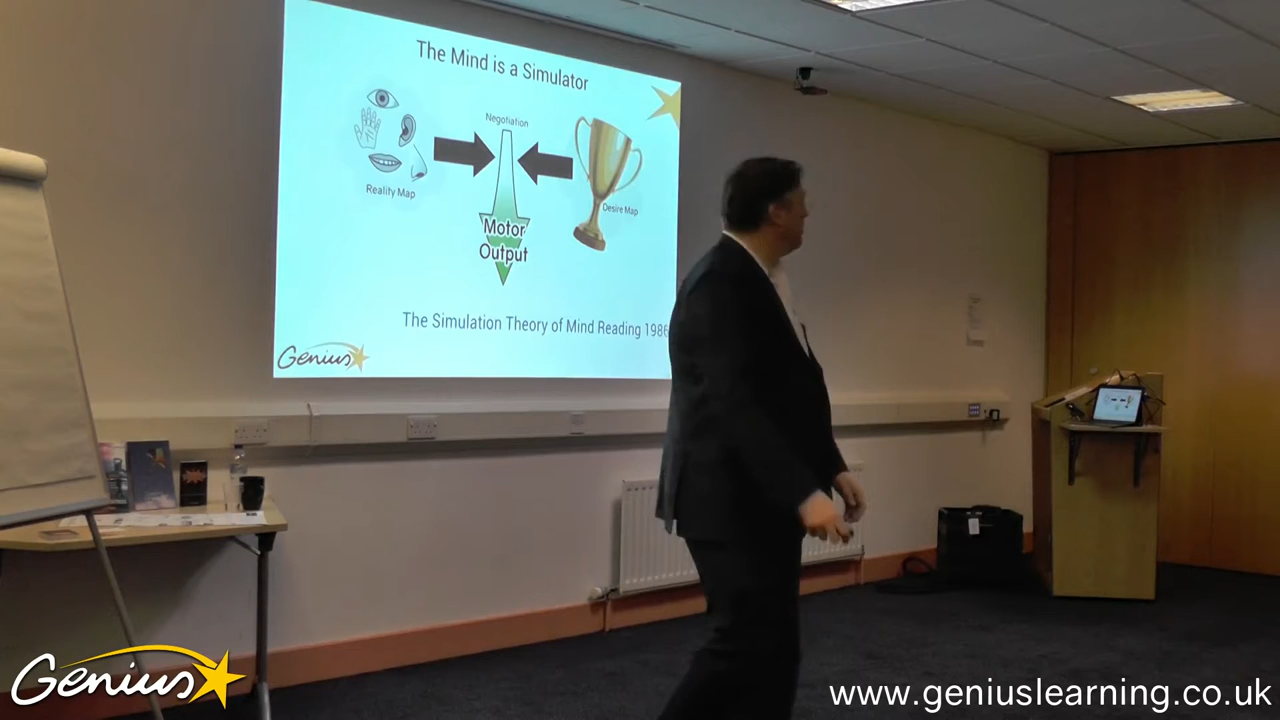 The Mind is a Simulator
Negotiation
Reality Map
Desire Map
Motor
Output
The Simulation Theory of Mind Reading 1986
Genius
Genius
www.geniuslearning.co.uk